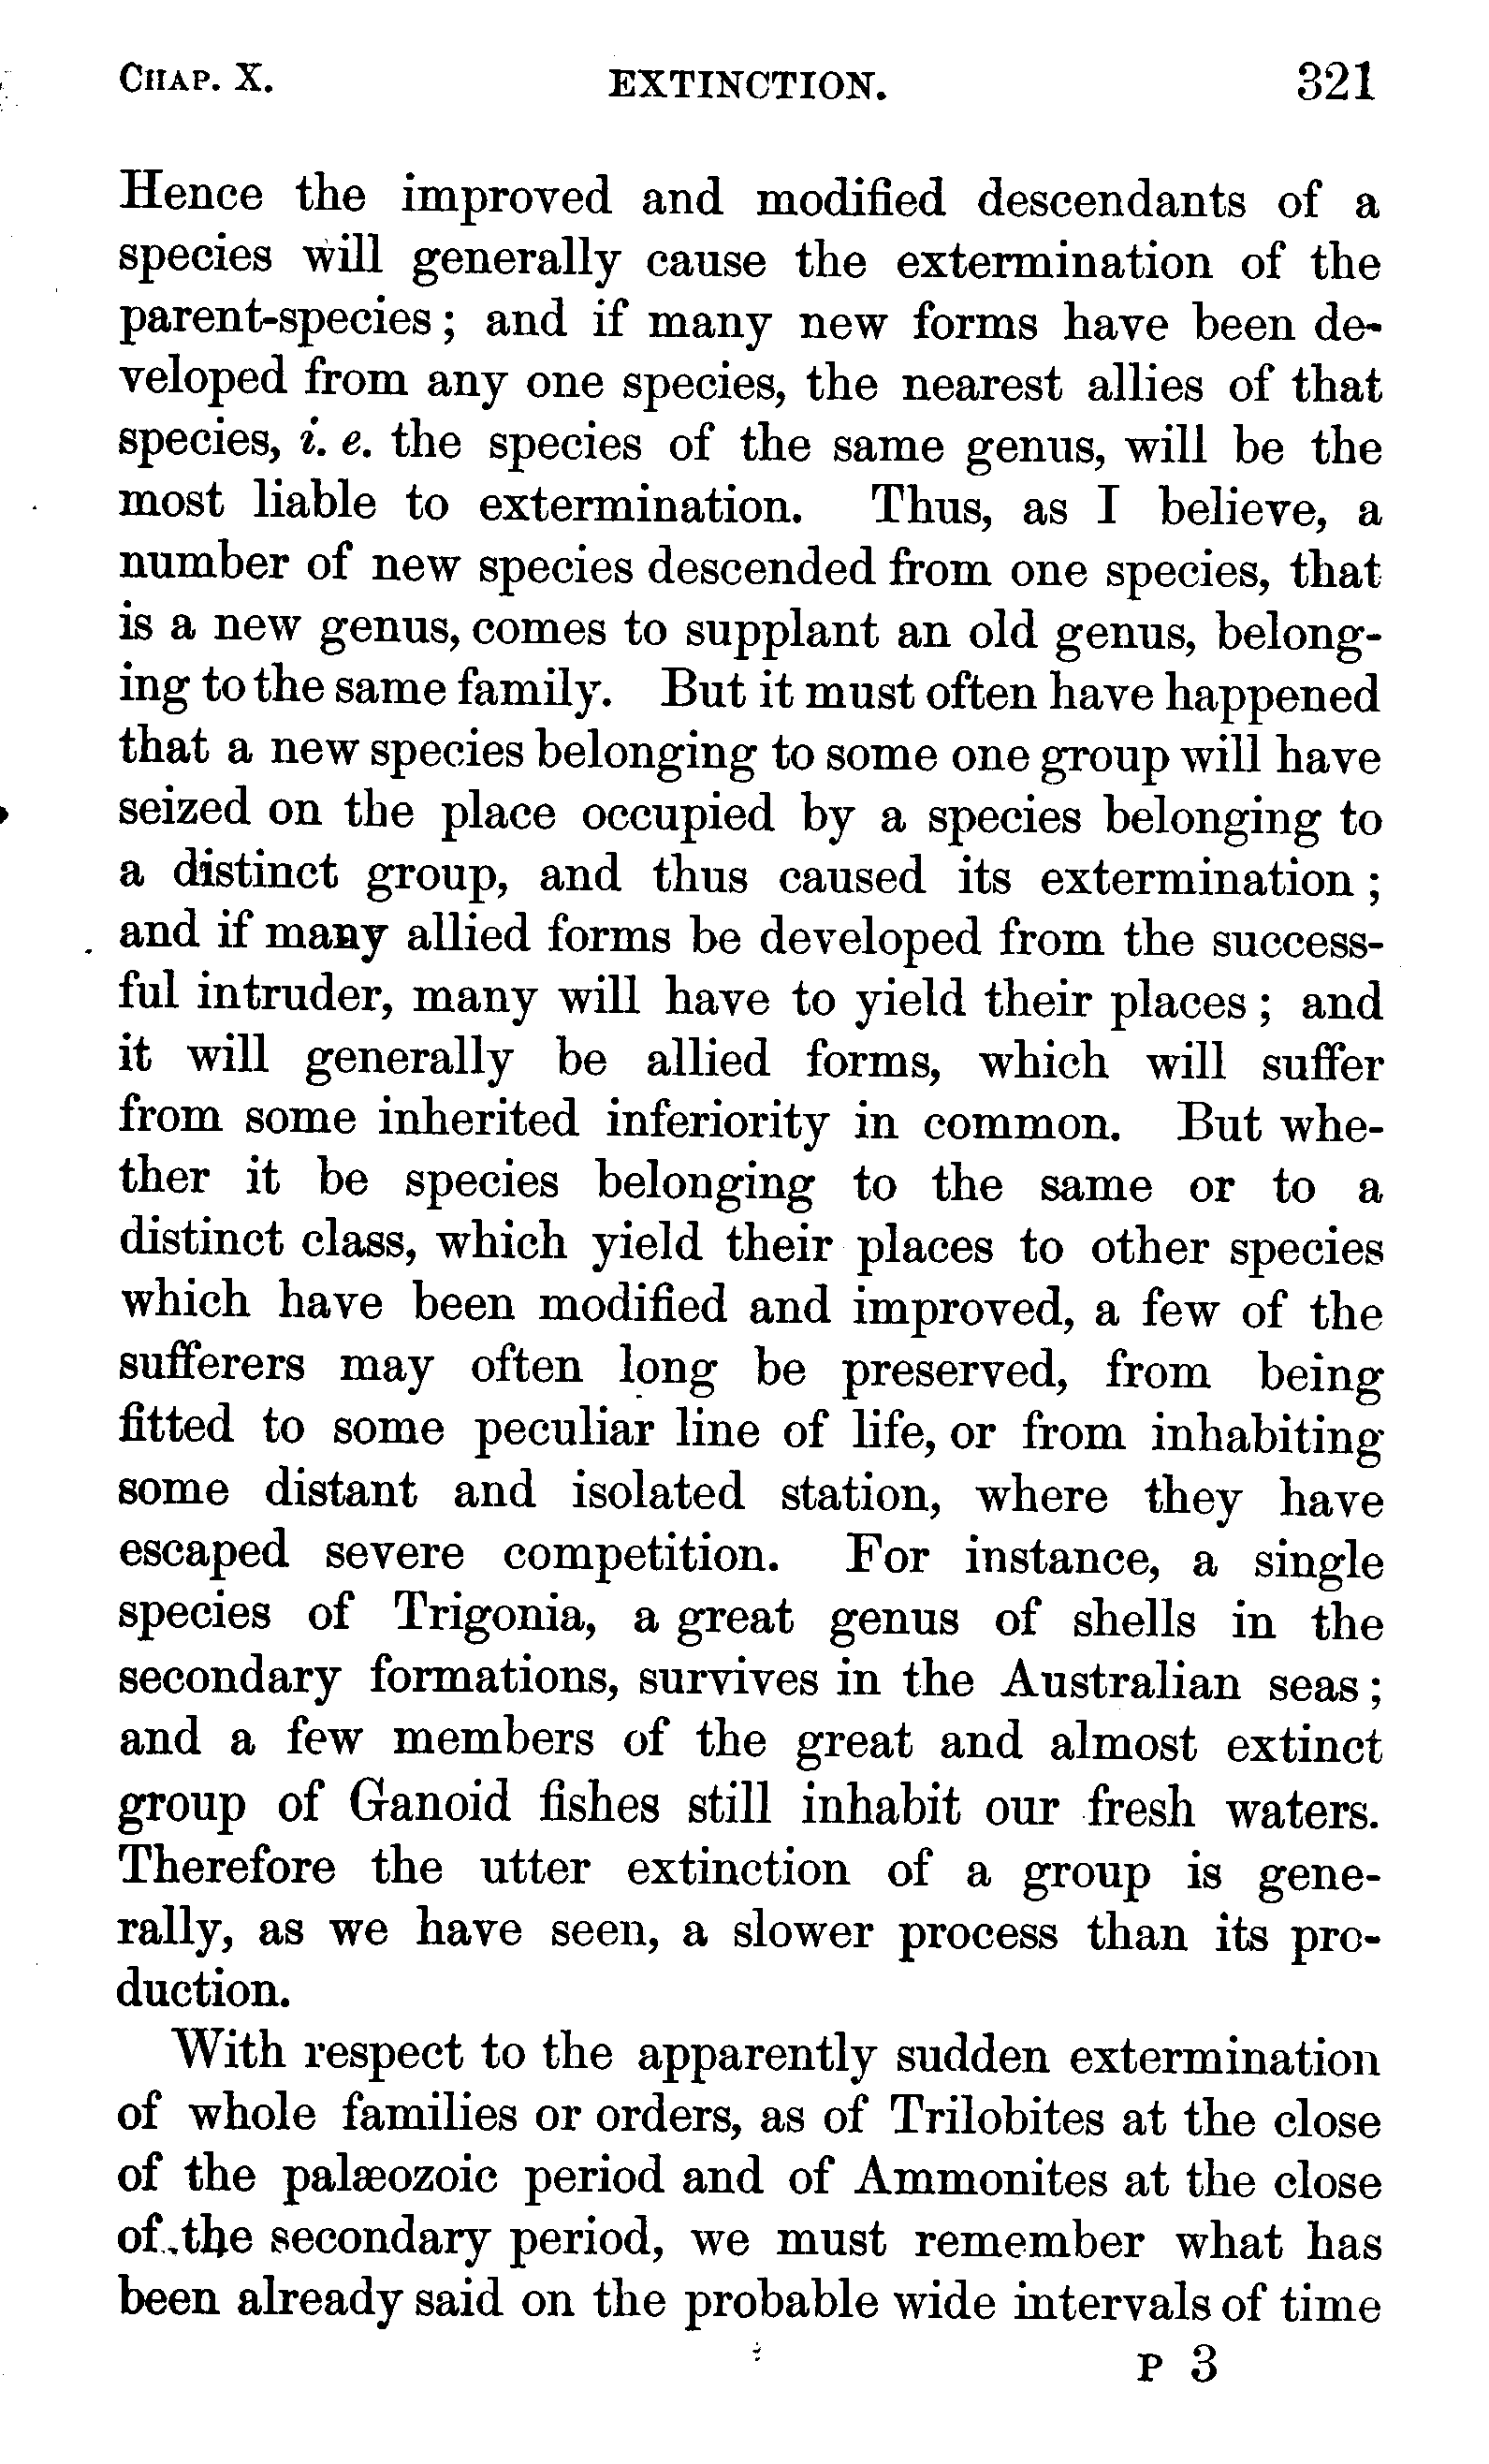 CHAP. X. EXTINCTION. 321
Hence the improved and modified descendants of a
species will generally cause the extermination of the
parent-species; and if many new forms have been de-
veloped from any one species, the nearest allies of that
species, i. e. the species of the same genus, will be the
most liable to extermination. Thus, as I believe, a
number of new species descended from one species, that
is a new genus, comes to supplant an old genus, belong-
ing to the same family. But it must often have happened
that a new species belonging to some one group will have
seized on the place occupied by a species belonging to
a distinct group, and thus caused its extermination;
and if many allied forms be developed from the success-
ful intruder, many will have to yield their places; and
it will generally be allied forms, which will suffer
from some inherited inferiority in common. But whe-
ther it be species belonging to the same or to a
distinct class, which yield their places to other species
which have been modified and improved, a few of the
sufferers may often long be preserved, from being
fitted to some peculiar line of life, or from inhabiting
some distant and isolated station, where they have
escaped severe competition. For instance, a single
species of Trigonia, a great genus of shells in the
secondary formations, survives in the Australian seas;
and a few members of the great and almost extinct
group of Ganoid fishes still inhabit our fresh waters.
Therefore the utter extinction of a group is gene-
rally, as we have seen, a slower process than its pro-
duction.
With respect to the apparently sudden extermination
of whole families or orders, as of Trilobites at the close
of the palæozoic period and of Ammonites at the close
of the secondary period, we must remember what has
been already said on the probable wide intervals of time
P 3